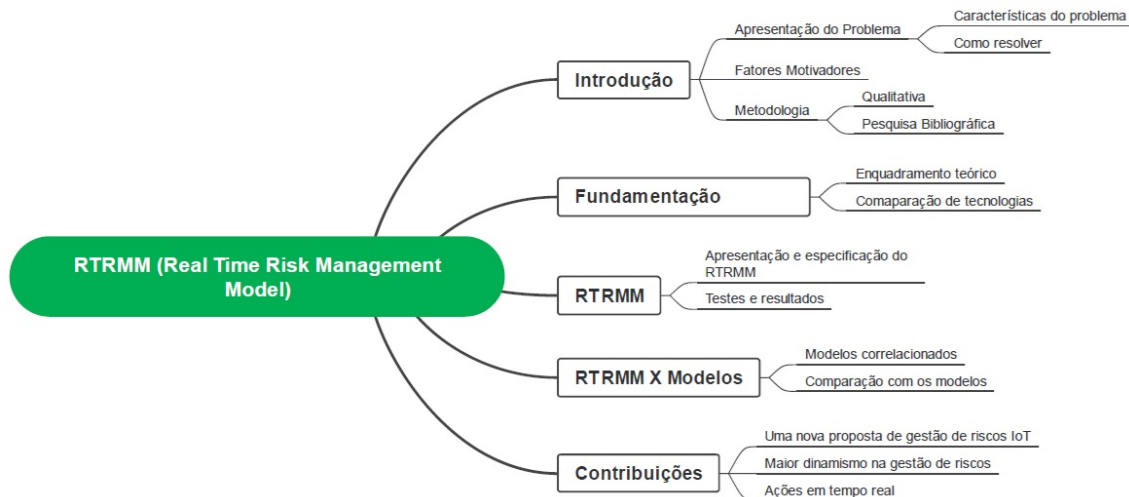 RTRMM (Real Time Risk Management
Model)
Introdução
Apresentação do Problema
Características do problema
Como resolver
Fatores Motivadores
Metodologia
Qualitativa
Pesquisa Bibliográfica
Fundamentação
Enquadramento teórico
Comaparação de tecnologias
RTRMM
Apresentação e especificação do
RTRMM
Testes e resultados
RTRMM X Modelos
Modelos correlacionados
Comparação com os modelos
Contribuições
Uma nova proposta de gestão de riscos IoT
Maior dinamismo na gestão de riscos
Ações em tempo real